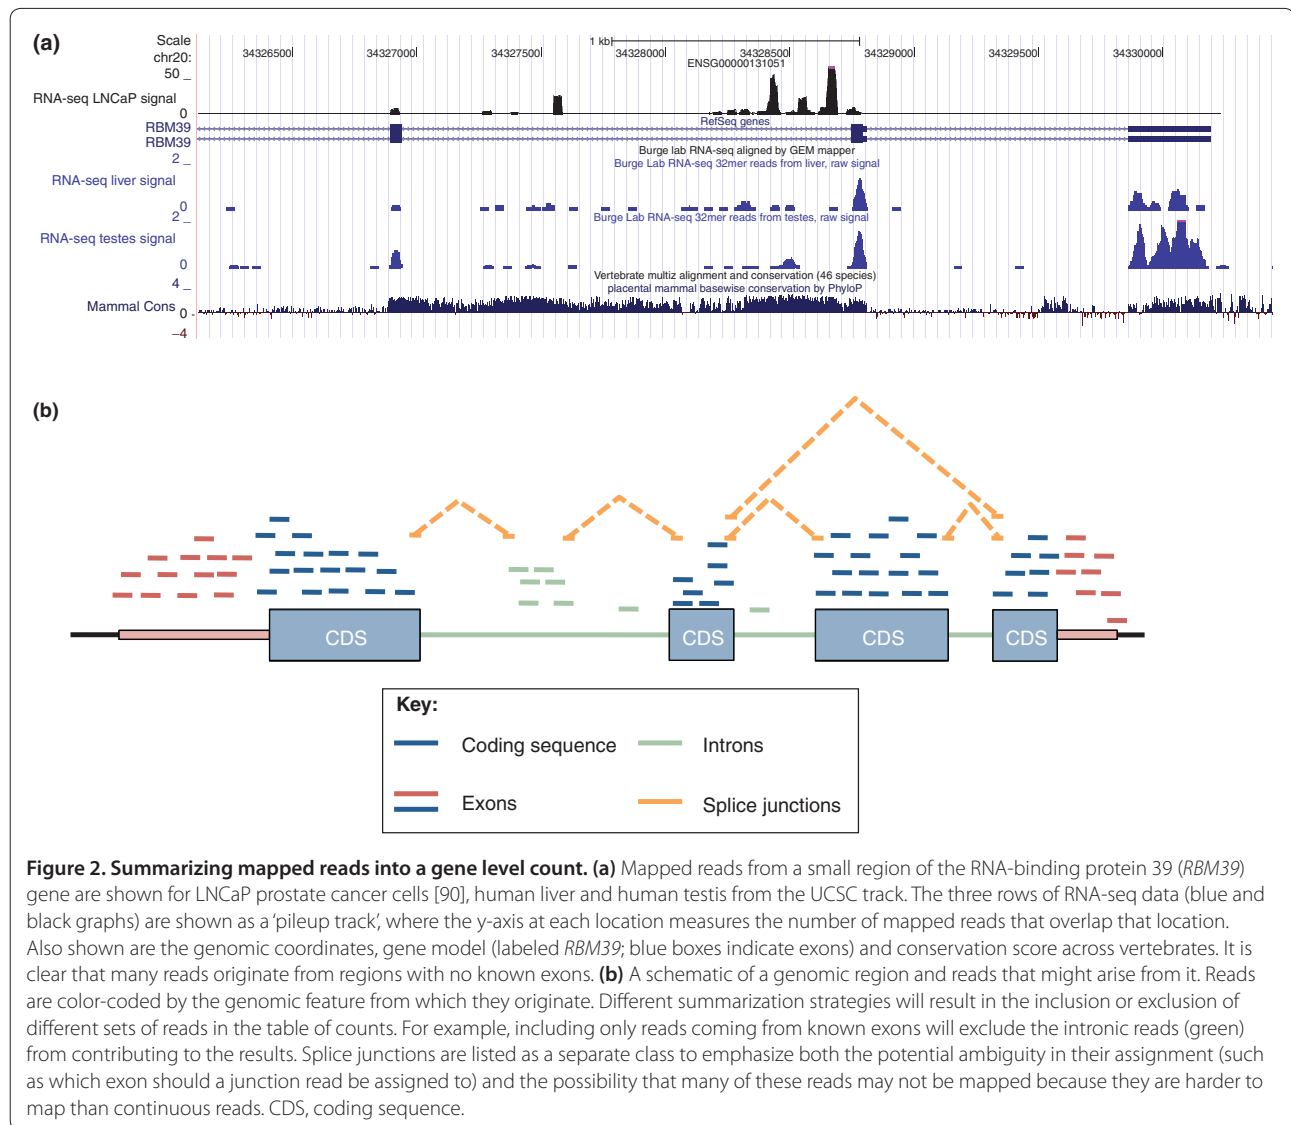 (a)
Scale
1 kb
chr20:
34326500
34327000
34327500
34328000
34328500
34329000
34329500
34330000
ENSG00000131051
50 _
RNA-seq LNCaP signal
0
RefSeq genes
RBM39
RBM39
Burge lab RNA-seq aligned by GEM mapper
2 _
Burge Lab RNA-seq 32mer reads from liver, raw signal
RNA-seq liver signal
0
2 _
Burge Lab RNA-seq 32mer reads from testes, raw signal
RNA-seq testes signal
0
Vertebrate multiz alignment and conservation (46 species)
4 _
placental mammal basewise conservation by PhyloP
Mammal Cons
0 -
–4
(b)
CDS
CDS
CDS
CDS
Key:
Coding sequence
Introns
Exons
Splice junctions
Figure 2. Summarizing mapped reads into a gene level count. (a) Mapped reads from a small region of the RNA-binding protein 39 (RBM39)
gene are shown for LNCaP prostate cancer cells [90], human liver and human testis from the UCSC track. The three rows of RNA-seq data (blue and
black graphs) are shown as a ‘pileup track’, where the y-axis at each location measures the number of mapped reads that overlap that location.
Also shown are the genomic coordinates, gene model (labeled RBM39; blue boxes indicate exons) and conservation score across vertebrates. It is
clear that many reads originate from regions with no known exons. (b) A schematic of a genomic region and reads that might arise from it. Reads
are color-coded by the genomic feature from which they originate. Different summarization strategies will result in the inclusion or exclusion of
different sets of reads in the table of counts. For example, including only reads coming from known exons will exclude the intronic reads (green)
from contributing to the results. Splice junctions are listed as a separate class to emphasize both the potential ambiguity in their assignment (such
as which exon should a junction read be assigned to) and the possibility that many of these reads may not be mapped because they are harder to
map than continuous reads. CDS, coding sequence.